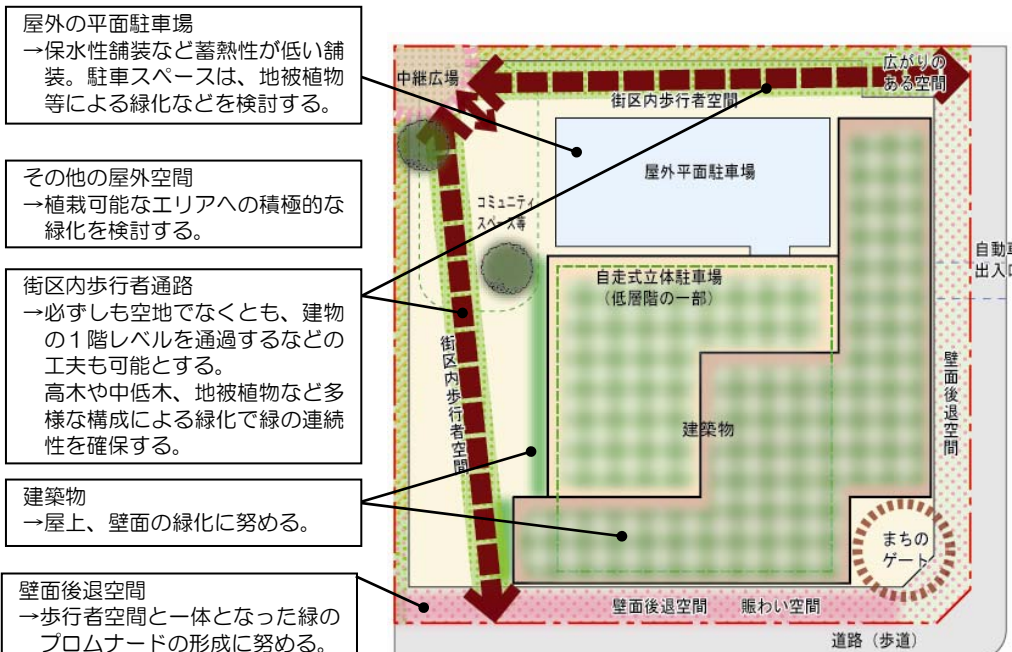 屋外の平面駐車場
→保水性舗装など蓄熱性が低い舗
装。駐車スペースは、地被植物
等による緑化などを検討する。
その他の屋外空間
→植栽可能なエリアへの積極的な
緑化を検討する。
街区内歩行者通路
→必ずしも空地でなくとも、建物
の1階レベルを通過するなどの
工夫も可能とする。
高木や中低木、地被植物など多
様な構成による緑化で緑の連続
性を確保する。
建築物
→屋上、壁面の緑化に努める。
壁面後退空間
→歩行者空間と一体となった緑の
プロムナードの形成に努める。
中継広場
広がりの
ある空間
街区内歩行者空間
屋外平面駐車場
コミュニティ
スペース等
自動車
出入口
自走式立体駐車場
(低層階の一部)
街区内歩行者空間
壁面後退空間
建築物
まちの
ゲート
壁面後退空間 賑わい空間
道路(歩道)